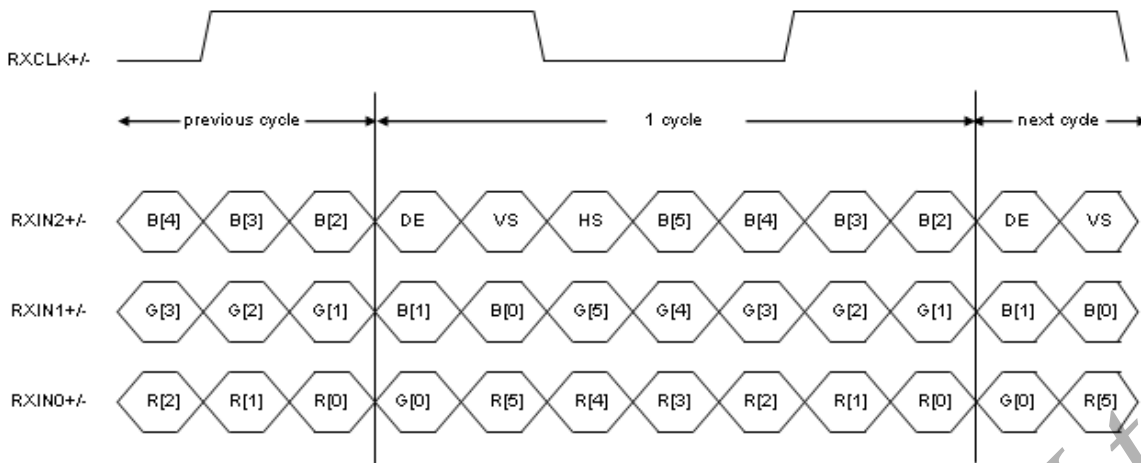 RXCLK+/-
previous cycle 1 cycle next cycle
RXIN2+/- B[4] B[3] B[2] DE VS HS B[5] B[4] B[3] B[2] DE VS
RXIN1+/- G[3] G[2] G[1] B[1] B[0] G[5] G[4] G[3] G[2] G[1] B[1] B[0]
RXIN0+/- R[2] R[1] R[0] G[0] R[5] R[4] R[3] R[2] R[1] R[0] G[0] R[5]